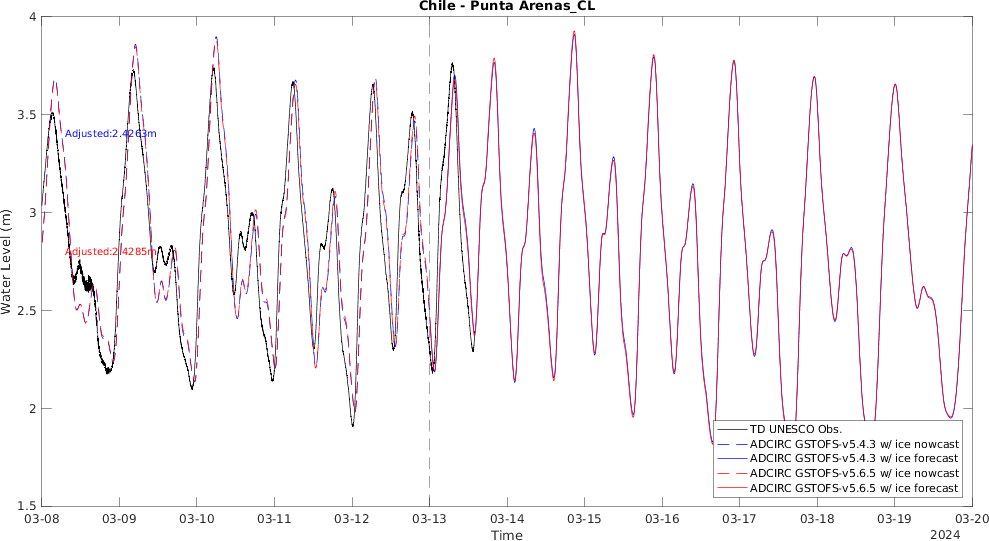 Chile - Punta Arenas_CL
Water Level (m)
4
3.5
3
2.5
2
1.5
Adjusted:2.4263m
Adjusted:2.4285m
TD UNESCO Obs.
ADCIRC GSTOFS-v5.4.3 w/ ice nowcast
ADCIRC GSTOFS-v5.4.3 w/ ice forecast
ADCIRC GSTOFS-v5.6.5 w/ ice nowcast
ADCIRC GSTOFS-v5.6.5 w/ ice forecast
03-08 03-09 03-10 03-11 03-12 03-13 03-14 03-15 03-16 03-17 03-18 03-19 03-20
Time
2024